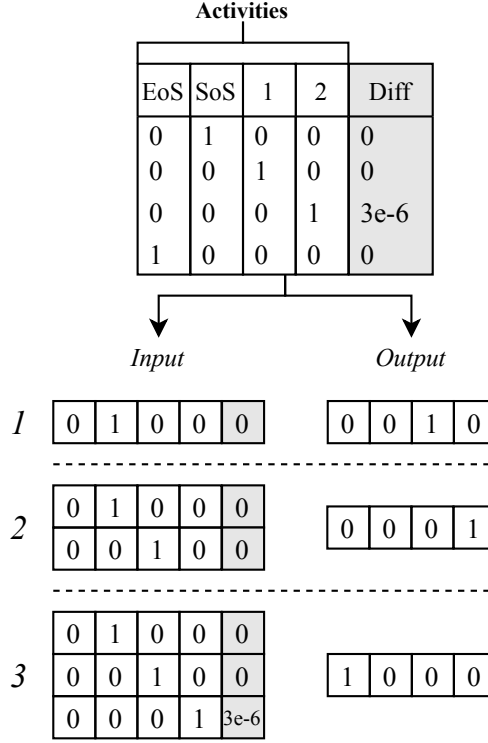 Activities
EoS SoS 1 2 Diff
0 1 0 0 0
0 0 1 0 0
0 0 0 1 3e-6
1 0 0 0 0
Input Output
1 0 1 0 0 0 0 0 1 0
0 1 0 0 0
2 0 0 0 1
0 0 1 0 0
0 1 0 0 0
3 0 0 1 0 0 1 0 0 0
0 0 0 1 3e-6